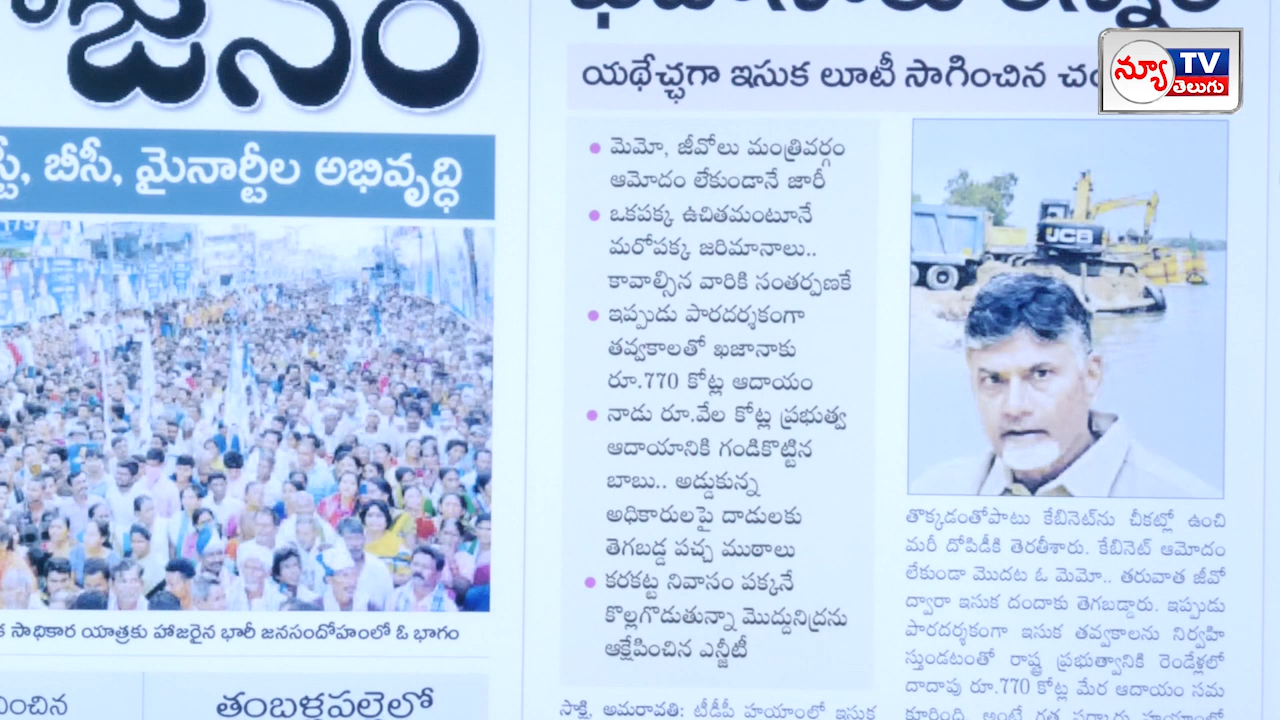 జనం
స్టీ, బీసీ, మైనార్టీల అభివృద్ధి
సాధికార యాత్రకు హాజరైన భారీ జనసందోహంలో ఓ భాగం
తంబళ్లపల్లెలో
యథేచ్ఛగా ఇసుక లూటీ సాగించిన
న్యూ TV
తెలుగు
• మెమో, జీవోలు మంత్రివర్గం
ఆమోదం లేకుండానే జారీ
• ఒకపక్క ఉచితమంటూనే
మరోపక్క జరిమానాలు..
కావాల్సిన వారికి సంతర్పణకే
• ఇప్పుడు పారదర్శకంగా
తవ్వకాలతో ఖజానాకు
రూ.770 కోట్ల ఆదాయం
• నాడు రూ.వేల కోట్ల ప్రభుత్వ
ఆదాయానికి గండికొట్టిన
బాబు.. అడ్డుకున్న
అధికారులపై దాడులకు
తెగబడ్డ పచ్చ ముఠాలు
• కరకట్ట నివాసం పక్కనే
కొల్లగొడుతున్నా మొద్దునిద్రను
ఆక్షేపించిన ఎన్జీటీ
సాక్షి, అమరావతి: టీడీపీ హయాంలో ఇసుక
JCB
తొక్కడంతోపాటు కేబినెట్‌ను చీకట్లో ఉంచి
మరీ దోపిడీకి తెరతీశారు. కేబినెట్ ఆమోదం
లేకుండా మొదట ఓ మెమో.. తరువాత జీవో
ద్వారా ఇసుక దందాకు తెగబడ్డారు. ఇప్పుడు
పారదర్శకంగా ఇసుక తవ్వకాలను నిర్వహి
స్తుండటంతో రాష్ట్ర ప్రభుత్వానికి రెండేళ్లలో
దాదాపు రూ.770 కోట్ల మేర ఆదాయం సమ
కూరింది. అంటే గత సర్కారు హయాంలో